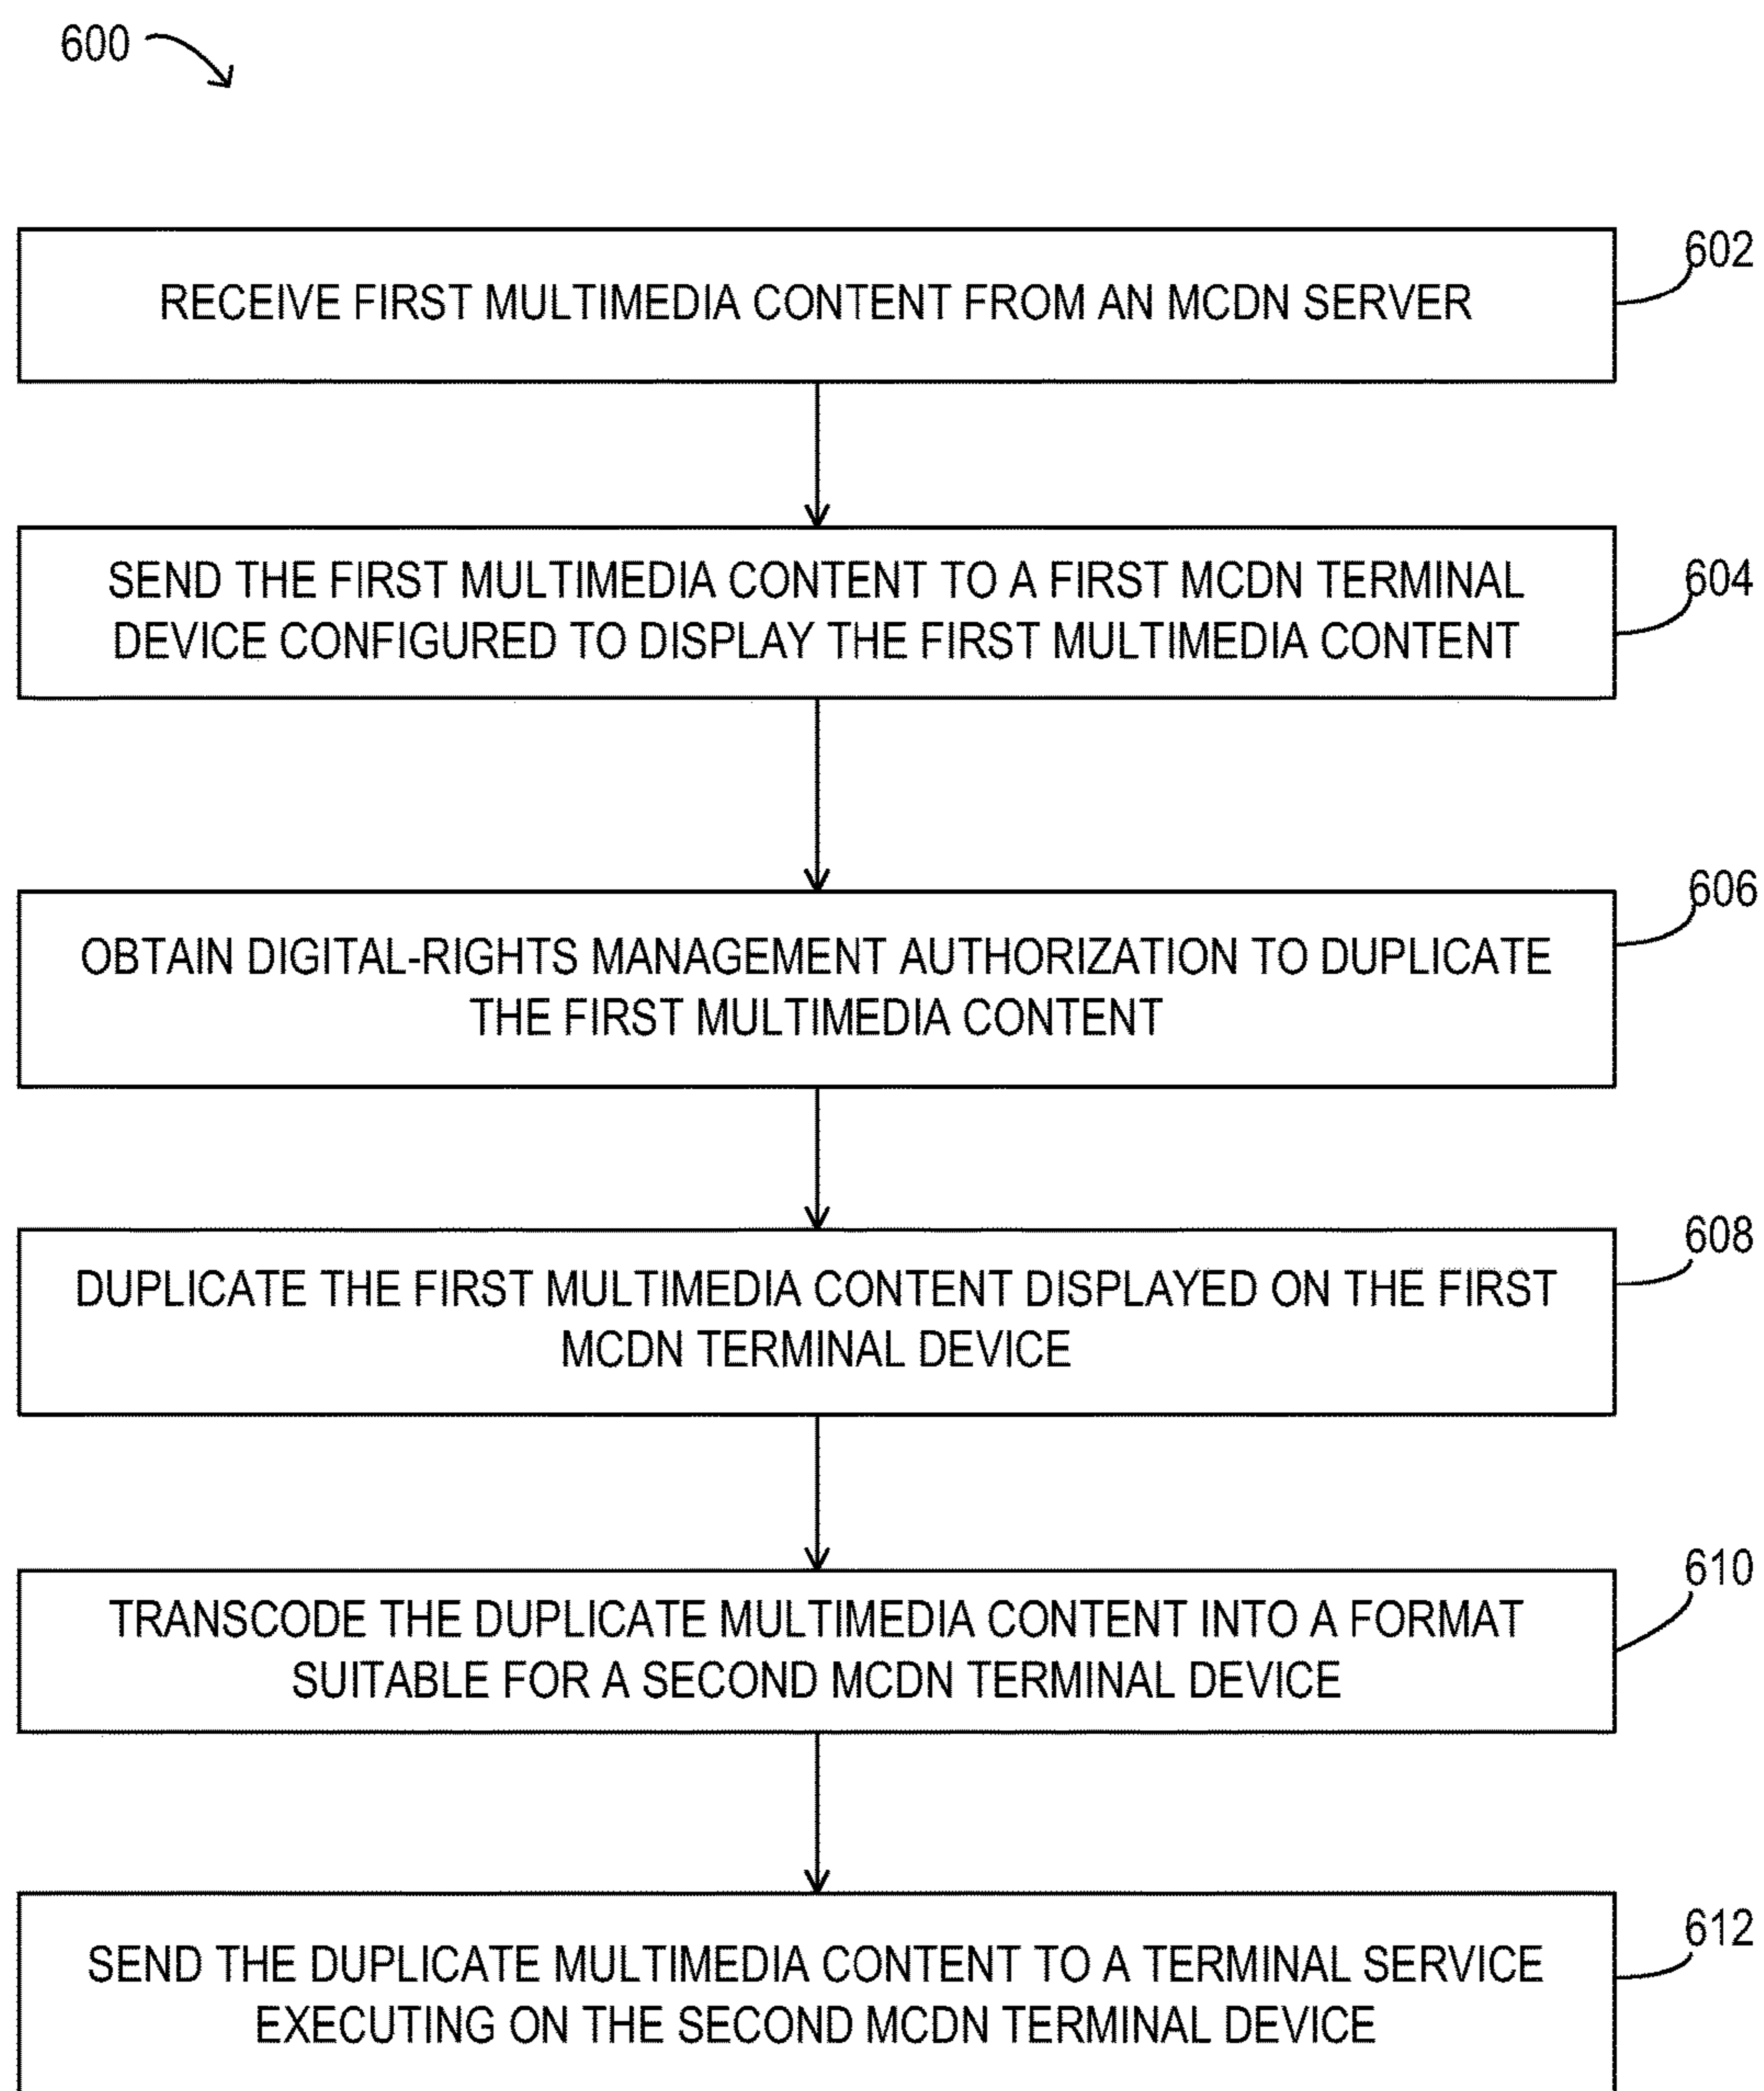 600
602
RECEIVE FIRST MULTIMEDIA CONTENT FROM AN MCDN SERVER
604
SEND THE FIRST MULTIMEDIA CONTENT TO A FIRST MCDN TERMINAL
DEVICE CONFIGURED TO DISPLAY THE FIRST MULTIMEDIA CONTENT
606
OBTAIN DIGITAL-RIGHTS MANAGEMENT AUTHORIZATION TO DUPLICATE
THE FIRST MULTIMEDIA CONTENT
608
DUPLICATE THE FIRST MULTIMEDIA CONTENT DISPLAYED ON THE FIRST
MCDN TERMINAL DEVICE
610
TRANSCODE THE DUPLICATE MULTIMEDIA CONTENT INTO A FORMAT
SUITABLE FOR A SECOND MCDN TERMINAL DEVICE
612
SEND THE DUPLICATE MULTIMEDIA CONTENT TO A TERMINAL SERVICE
EXECUTING ON THE SECOND MCDN TERMINAL DEVICE